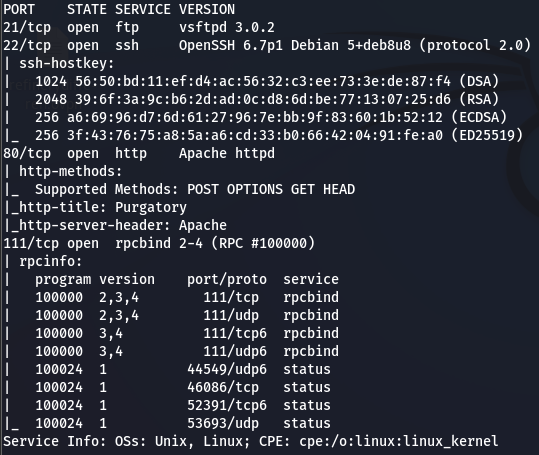 PORT    STATE SERVICE VERSION
21/tcp  open  ftp     vsftpd 3.0.2
22/tcp  open  ssh     OpenSSH 6.7p1 Debian 5+deb8u8 (protocol 2.0)
| ssh-hostkey:
|   1024 56:50:bd:11:ef:d4:ac:56:32:c3:ee:73:3e:de:87:f4 (DSA)
|   2048 39:6f:3a:9c:b6:2d:ad:0c:d8:6d:be:77:13:07:25:d6 (RSA)
|   256 a6:69:96:d7:6d:61:27:96:7e:bb:9f:83:60:1b:52:12 (ECDSA)
|_  256 3f:43:76:75:a8:5a:a6:cd:33:b0:66:42:04:91:fe:a0 (ED25519)
80/tcp  open  http    Apache httpd
| http-methods:
|_  Supported Methods: POST OPTIONS GET HEAD
|_http-title: Purgatory
|_http-server-header: Apache
111/tcp open  rpcbind 2-4 (RPC #100000)
| rpcinfo:
|   program version    port/proto  service
|   100000  2,3,4        111/tcp   rpcbind
|   100000  2,3,4        111/udp   rpcbind
|   100000  3,4          111/tcp6  rpcbind
|   100000  3,4          111/udp6  rpcbind
|   100024  1          44549/udp6  status
|   100024  1          46086/tcp   status
|   100024  1          52391/tcp6  status
|_  100024  1          53693/udp   status
Service Info: OSs: Unix, Linux; CPE: cpe:/o:linux:linux_kernel